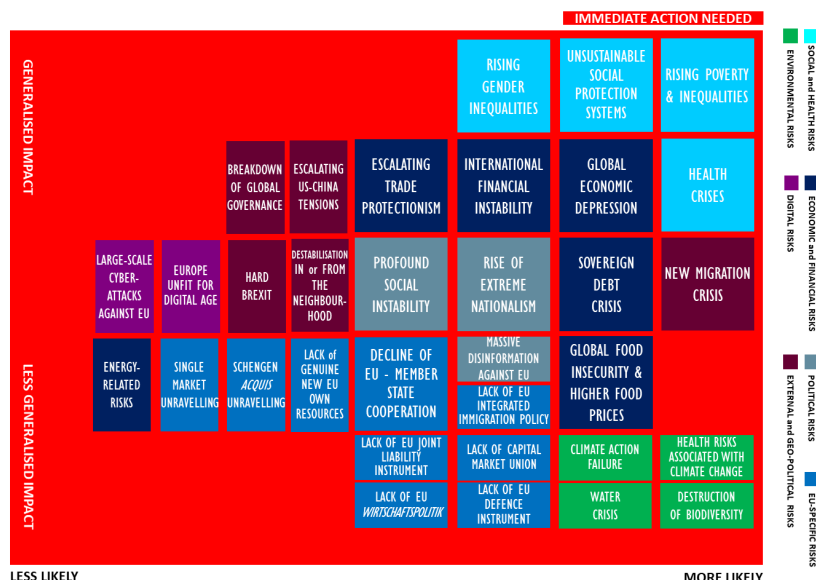 IMMEDIATE ACTION NEEDED
GENERALISED IMPACT
LESS GENERALISED IMPACT
RISING
GENDER
INEQUALITIES
UNSUSTAINABLE
SOCIAL
PROTECTION
SYSTEMS
RISING POVERTY
& INEQUALITIES
BREAKDOWN
OF GLOBAL
GOVERNANCE
ESCALATING
US-CHINA
TENSIONS
ESCALATING
TRADE
PROTECTIONISM
INTERNATIONAL
FINANCIAL
INSTABILITY
GLOBAL
ECONOMIC
DEPRESSION
HEALTH
CRISES
LARGE-SCALE
CYBER-
ATTACKS
AGAINST EU
EUROPE
UNFIT FOR
DIGITAL AGE
HARD
BREXIT
DESTABILISATION
IN or FROM
THE
NEIGHBOUR-
HOOD
PROFOUND
SOCIAL
INSTABILITY
RISE OF
EXTREME
NATIONALISM
SOVEREIGN
DEBT
CRISIS
NEW MIGRATION
CRISIS
ENERGY-
RELATED
RISKS
SINGLE
MARKET
UNRAVELLING
SCHENGEN
ACQUIS
UNRAVELLING
LACK of
GENUINE
NEW EU
OWN
RESOURCES
DECLINE OF
EU - MEMBER
STATE
COOPERATION
MASSIVE
DISINFORMATION
AGAINST EU
LACK OF EU
INTEGRATED
IMMIGRATION POLICY
GLOBAL FOOD
INSECURITY &
HIGHER FOOD
PRICES
LACK OF EU JOINT
LIABILITY
INSTRUMENT
LACK OF CAPITAL
MARKET UNION
CLIMATE ACTION
FAILURE
HEALTH RISKS
ASSOCIATED WITH
CLIMATE CHANGE
LACK OF EU
WIRTSCHAFTSPOLITIK
LACK OF EU
DEFENCE
INSTRUMENT
WATER
CRISIS
DESTRUCTION
OF BIODIVERSITY
LESS LIKELY
MORE LIKELY
SOCIAL and HEALTH RISKS
ENVIRONMENTAL RISKS
ECONOMIC and FINANCIAL RISKS
DIGITAL RISKS
POLITICAL RISKS
EXTERNAL and GEO-POLITICAL RISKS
EU-SPECIFIC RISKS